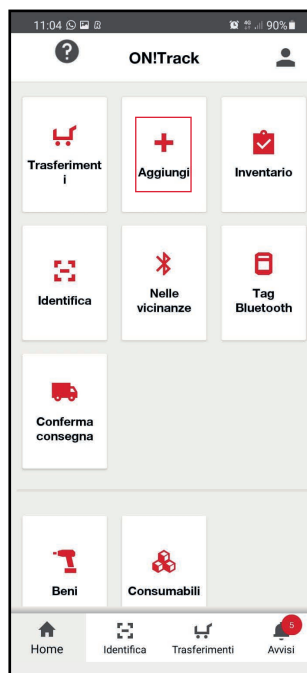 11:04 90%
?
ON!Track
Trasferiment
i
Aggiungi
Inventario
Identifica
Nelle
vicinanze
Tag
Bluetooth
Conferma
consegna
Beni
Consumabili
5
Home
Identifica
Trasferimenti
Avvisi